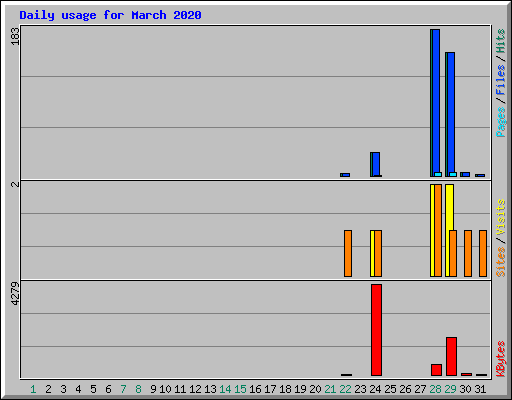 Daily usage for March 2020
183
2
4279
Pages / Files / Hits
Sites / Visits
KBytes
1 2 3 4 5 6 7 8 9 10 11 12 13 14 15 16 17 18 19 20 21 22 23 24 25 26 27 28 29 30 31